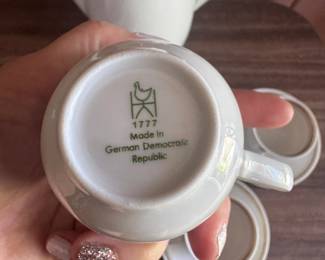 1777
Made in
German Democratic
Republic